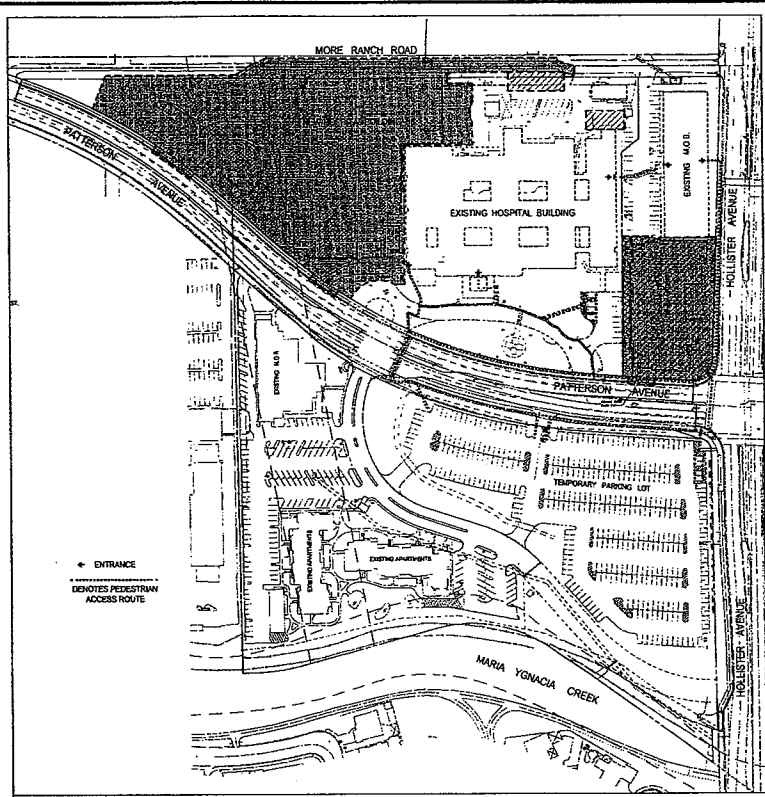 MORE RANCH ROAD
PATTERSON AVENUE
EXISTING HOSPITAL BUILDING
EXISTING M.O.B.
HOLLISTER AVENUE
ST.
EXISTING M.O.B.
PATTERSON AVENUE
TEMPORARY PARKING LOT
EXISTING APARTMENTS
EXISTING APARTMENTS
ENTRANCE
DENOTES PEDESTRIAN
ACCESS ROUTE
HOLLISTER AVENUE
MARIA YGNACIA CREEK